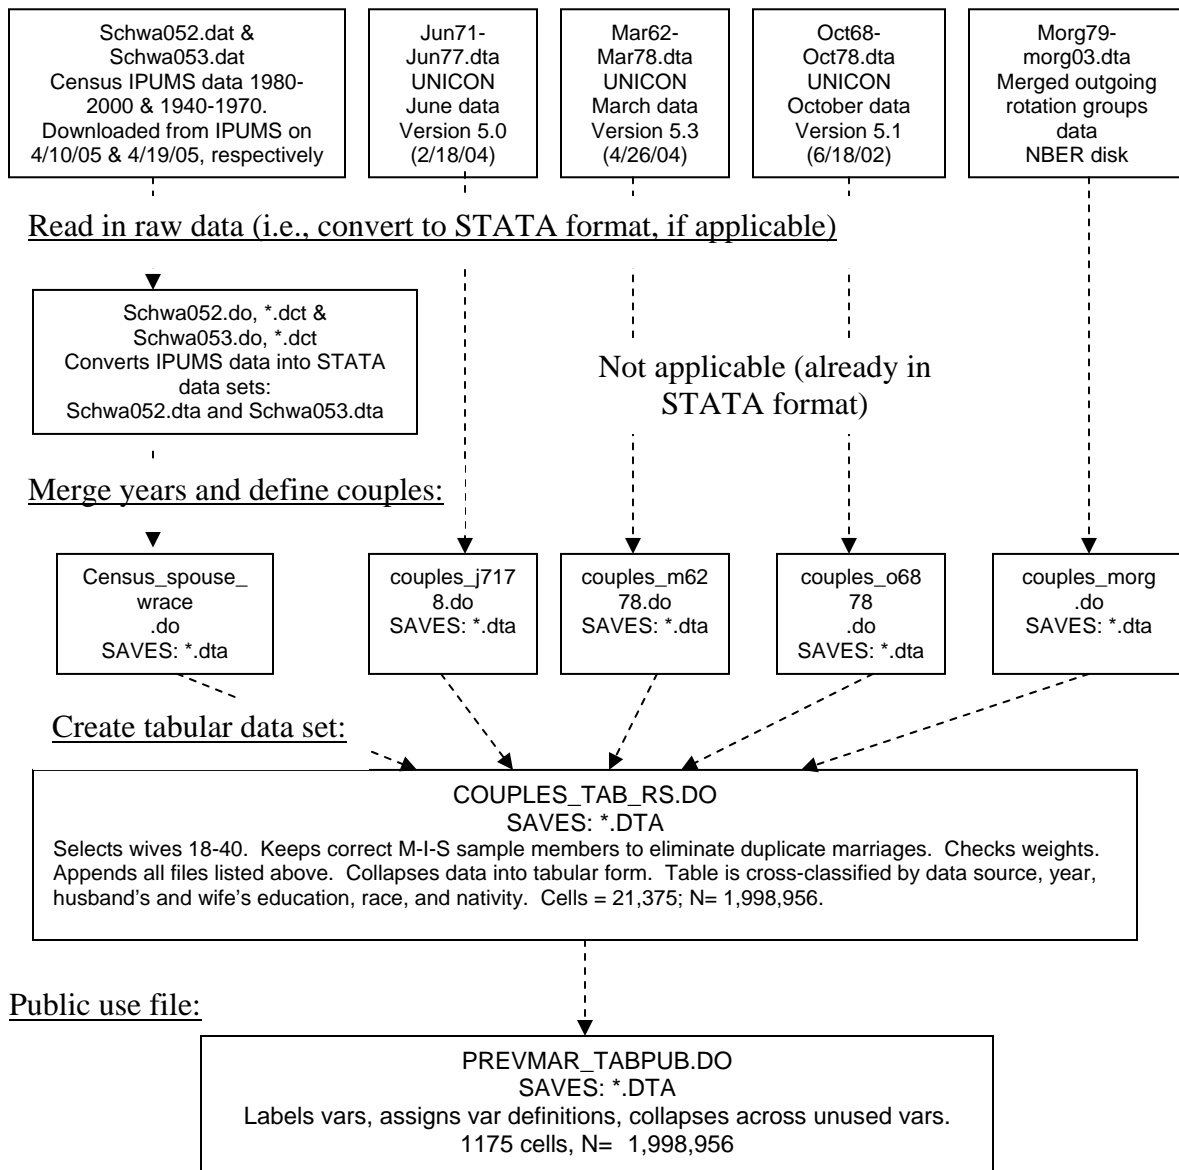 Schwa052.dat &
Schwa053.dat
Census IPUMS data 1980-
2000 & 1940-1970.
Downloaded from IPUMS on
4/10/05 & 4/19/05, respectively
Jun71-
Jun77.dta
UNICON
June data
Version 5.0
(2/18/04)
Mar62-
Mar78.dta
UNICON
March data
Version 5.3
(4/26/04)
Oct68-
Oct78.dta
UNICON
October data
Version 5.1
(6/18/02)
Morg79-
morg03.dta
Merged outgoing
rotation groups
data
NBER disk
Read in raw data (i.e., convert to STATA format, if applicable)
Schwa052.do, *.dct &
Schwa053.do, *.dct
Converts IPUMS data into STATA
data sets:
Schwa052.dta and Schwa053.dta
Not applicable (already in
STATA format)
Merge years and define couples:
Census_spouse_
wrace
.do
SAVES: *.dta
couples_j717
8.do
SAVES: *.dta
couples_m62
78.do
SAVES: *.dta
couples_o68
78
.do
SAVES: *.dta
couples_morg
.do
SAVES: *.dta
Create tabular data set:
COUPLES_TAB_RS.DO
SAVES: *.DTA
Selects wives 18-40.  Keeps correct M-I-S sample members to eliminate duplicate marriages.  Checks weights.
Appends all files listed above.  Collapses data into tabular form.  Table is cross-classified by data source, year,
husband's and wife's education, race, and nativity.  Cells = 21,375; N= 1,998,956.
Public use file:
PREVMAR_TABPUB.DO
SAVES: *.DTA
Labels vars, assigns var definitions, collapses across unused vars.
1175 cells, N=  1,998,956